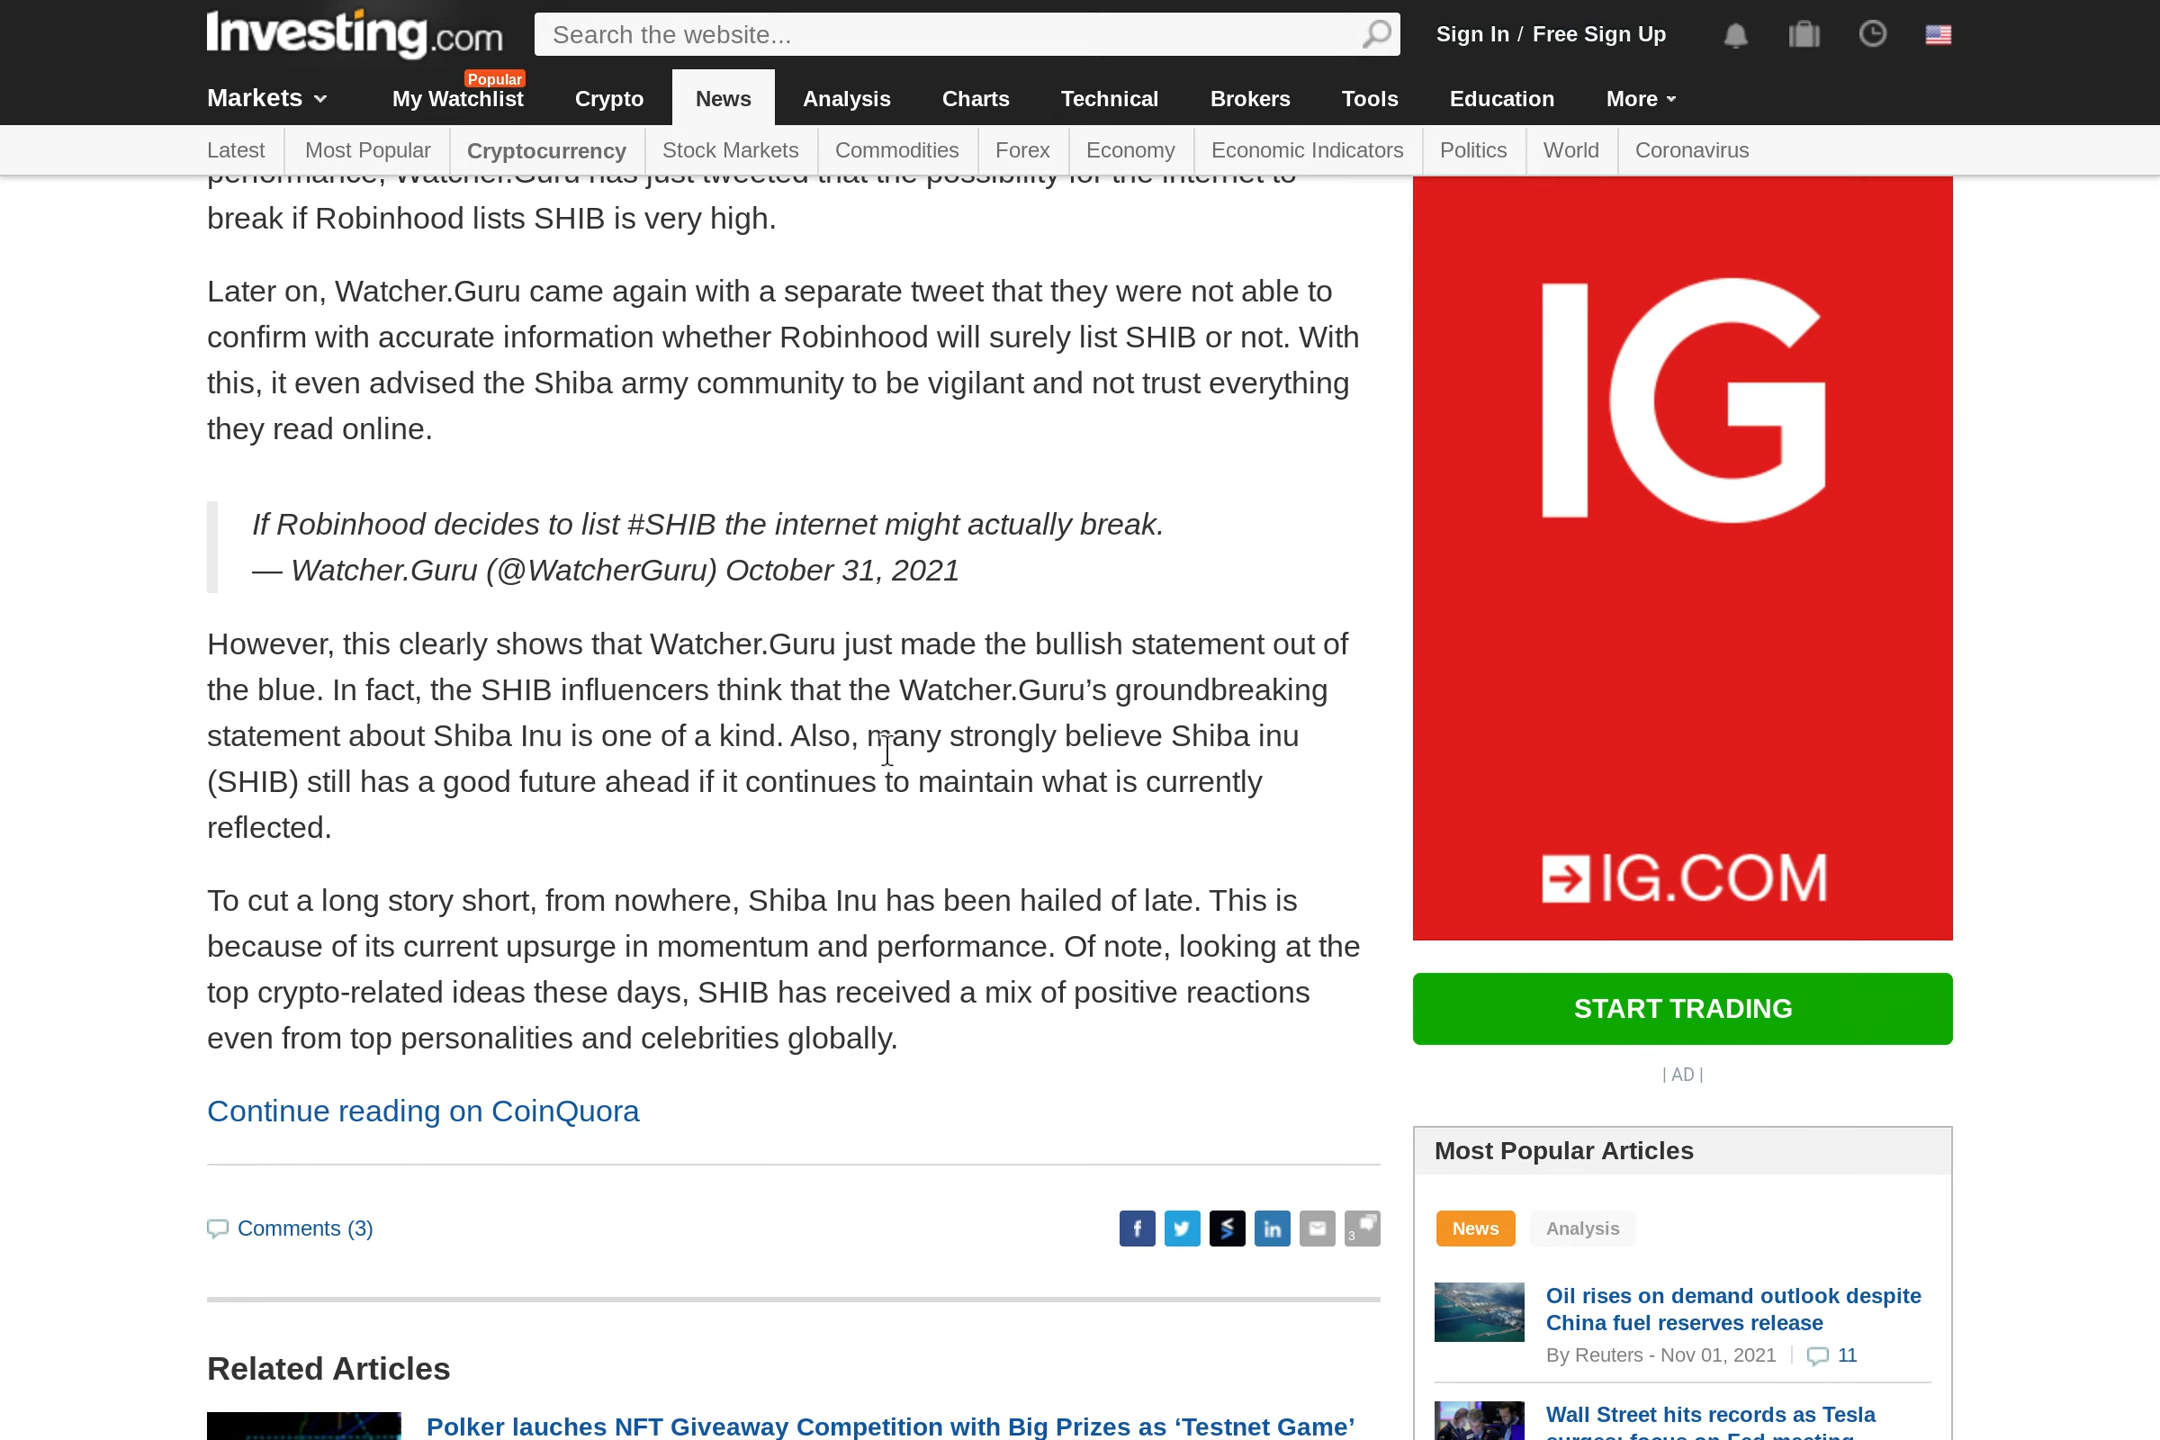 Investing.com
Search the website...
Sign In / Free Sign Up
Popular
Markets
My Watchlist
Crypto
News
Analysis
Charts
Technical
Brokers
Tools
Education
More
Latest
Most Popular
Cryptocurrency
Stock Markets
Commodities
Forex
Economy
Economic Indicators
Politics
World
Coronavirus
performance, Watcher.Guru has just tweeted that the possibility for the internet to
break if Robinhood lists SHIB is very high.
Later on, Watcher.Guru came again with a separate tweet that they were not able to
confirm with accurate information whether Robinhood will surely list SHIB or not. With
this, it even advised the Shiba army community to be vigilant and not trust everything
they read online.
If Robinhood decides to list #SHIB the internet might actually break.
— Watcher.Guru (@WatcherGuru) October 31, 2021
However, this clearly shows that Watcher.Guru just made the bullish statement out of
the blue. In fact, the SHIB influencers think that the Watcher.Guru’s groundbreaking
statement about Shiba Inu is one of a kind. Also, many strongly believe Shiba inu
(SHIB) still has a good future ahead if it continues to maintain what is currently
reflected.
To cut a long story short, from nowhere, Shiba Inu has been hailed of late. This is
because of its current upsurge in momentum and performance. Of note, looking at the
top crypto-related ideas these days, SHIB has received a mix of positive reactions
even from top personalities and celebrities globally.
Continue reading on CoinQuora
Comments (3)
3
Related Articles
Polker lauches NFT Giveaway Competition with Big Prizes as ‘Testnet Game’
IG
IG.COM
START TRADING
| AD |
Most Popular Articles
News
Analysis
Oil rises on demand outlook despite
China fuel reserves release
By Reuters - Nov 01, 2021
11
Wall Street hits records as Tesla
surges; focus on Fed meeting